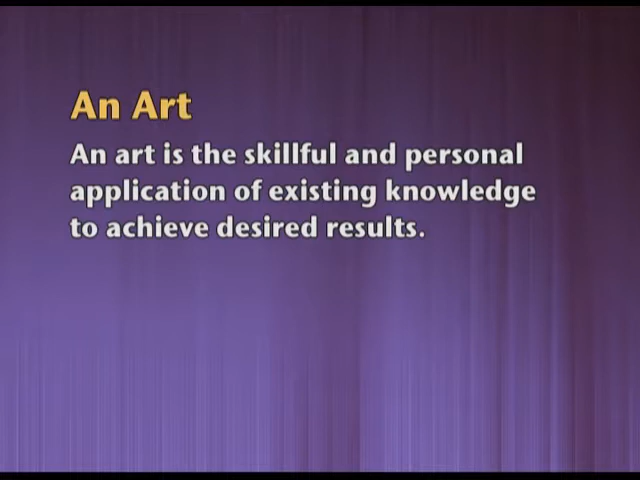 An Art
An art is the skillful and personal
application of existing knowledge
to achieve desired results.